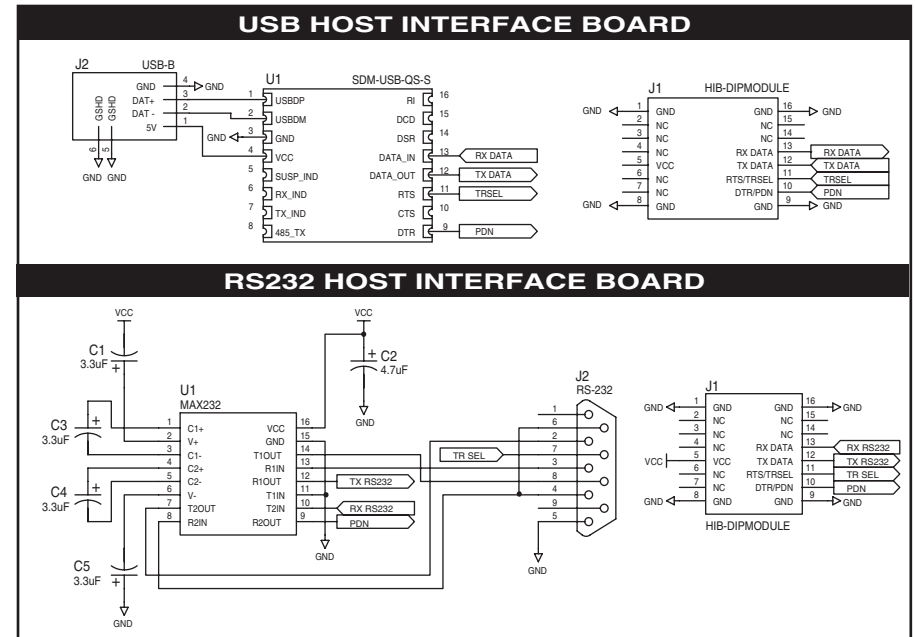 USB HOST INTERFACE BOARD
J2 USB-B
GND 4 GND
DAT+ 3
DAT - 2
5V 1
GSHD GSHD
6 5
GND GND
U1 SDM-USB-QS-S
1 USBDP RI 16
2 USBDM DCD 15
GND 3 GND DSR 14
4 VCC DATA_IN 13 RX DATA
5 SUSP_IND DATA_OUT 12 TX DATA
6 RX_IND RTS 11 TRSEL
7 TX_IND CTS 10
8 485_TX DTR 9 PDN
J1 HIB-DIPMODULE
GND 1 GND GND 16 GND
2 NC NC 15
3 NC NC 14
4 NC RX DATA 13 RX DATA
5 VCC TX DATA 12 TX DATA
6 NC RTS/TRSEL 11 TRSEL
7 NC DTR/PDN 10 PDN
GND 8 GND GND 9 GND
RS232 HOST INTERFACE BOARD
VCC
C1
3.3uF +
C3 +
3.3uF
C4 +
3.3uF
C5
3.3uF +
GND
VCC
+ C2
4.7uF
GND
U1
MAX232
1 C1+ VCC 16
2 V+ GND 15
3 C1- T1OUT 14
4 C2+ R1IN 13
5 C2- R1OUT 12 TX RS232
6 V- T1IN 11
7 T2OUT T2IN 10 RX RS232
8 R2IN R2OUT 9 PDN
GND
J2
RS-232
1
6
2
TR SEL 7
3
8
4
9
5
GND
J1
GND 1 GND GND 16 GND
2 NC NC 15
3 NC NC 14
4 NC RX DATA 13 RX RS232
VCC 5 VCC TX DATA 12 TX RS232
6 NC RTS/TRSEL 11 TR SEL
7 NC DTR/PDN 10 PDN
GND 8 GND GND 9 GND
HIB-DIPMODULE